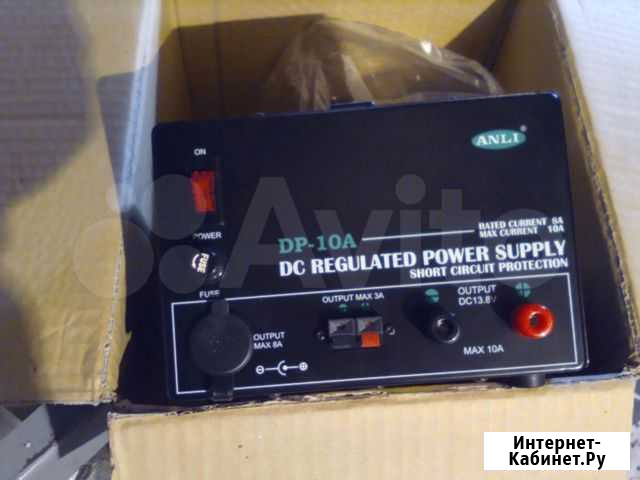 ANLI®
ON
POWER
FUSE
FUSE
RATED CURRENT 8A
MAX CURRENT 10A
DP-10A
DC REGULATED POWER SUPPLY
SHORT CIRCUIT PROTECTION
OUTPUT MAX 3A
OUTPUT
DC13.8V
OUTPUT
MAX 8A
MAX 10A
Avito
Интернет-
Кабинет.Ру